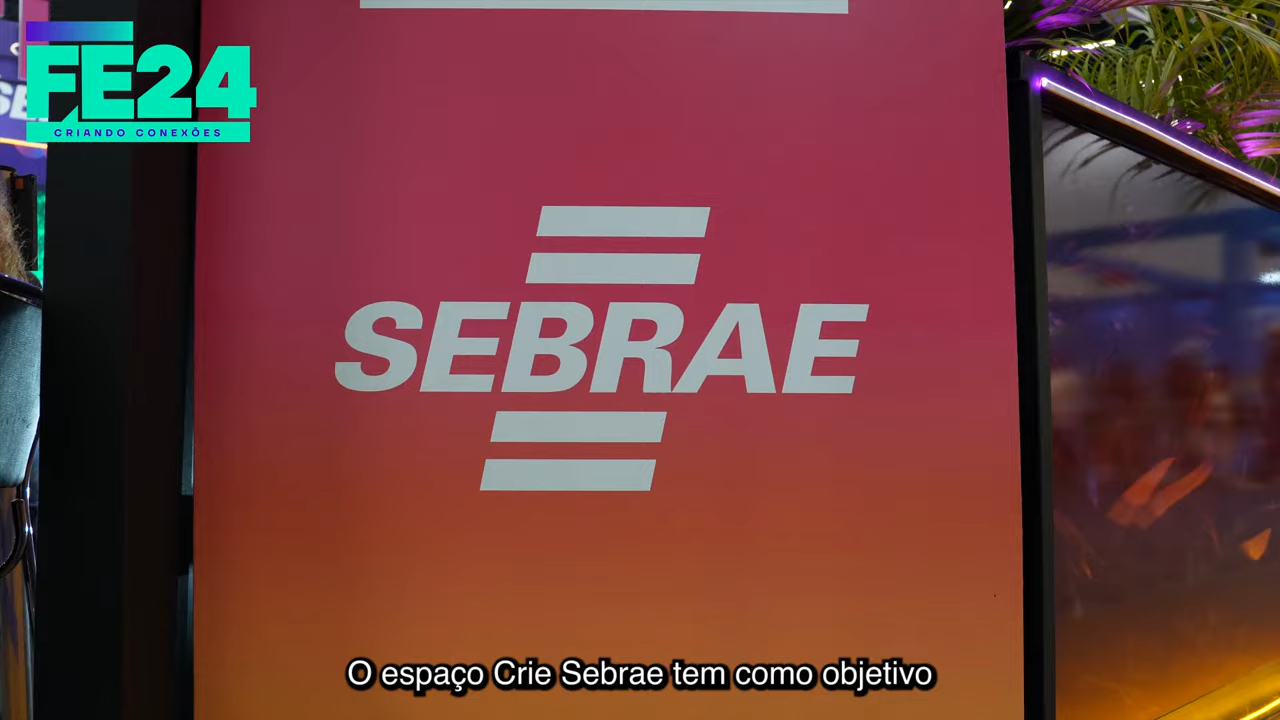 FE24
CRIANDO CONEXÕES
SEBRAE
O espaço Crie Sebrae tem como objetivo